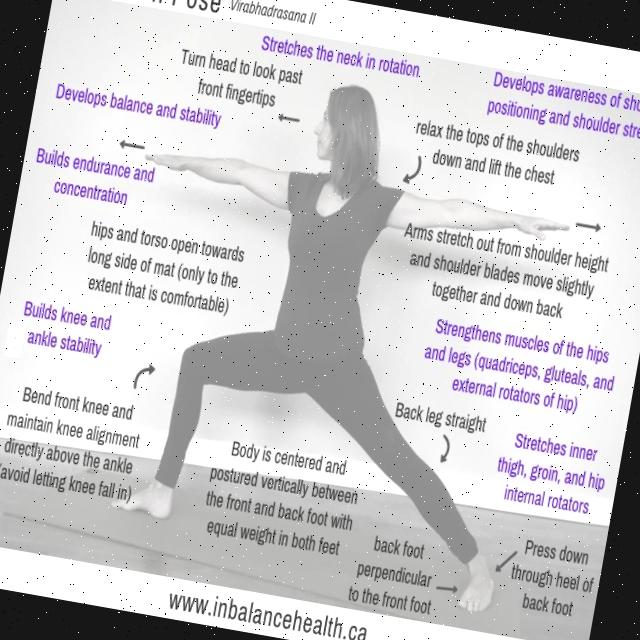 Pose Virabhadrasana II
Stretches the neck in rotation
Turn head to look past
front fingertips
Develops awareness of
positioning and shoulder
Develops balance and stability
relax the tops of the shoulders
down and lift the chest
Builds endurance and
concentration
hips and torso open towards
long side of mat (only to the
extent that is comfortable)
Arms stretch out from shoulder height
and shoulder blades move slightly
together and down back
Builds knee and
ankle stability
Strengthens muscles of the hips
and legs (quadriceps, gluteals, and
external rotators of hip)
Bend front knee and
maintain knee alignment
directly above the ankle
(avoid letting knee fall in)
Back leg straight
Stretches inner
thigh, groin, and hip
internal rotators
Body is centered and
postured vertically between
the front and back foot with
equal weight in both feet
back foot
perpendicular
to the front foot
Press down
through heel of
back foot
www.inbalancehealth.ca